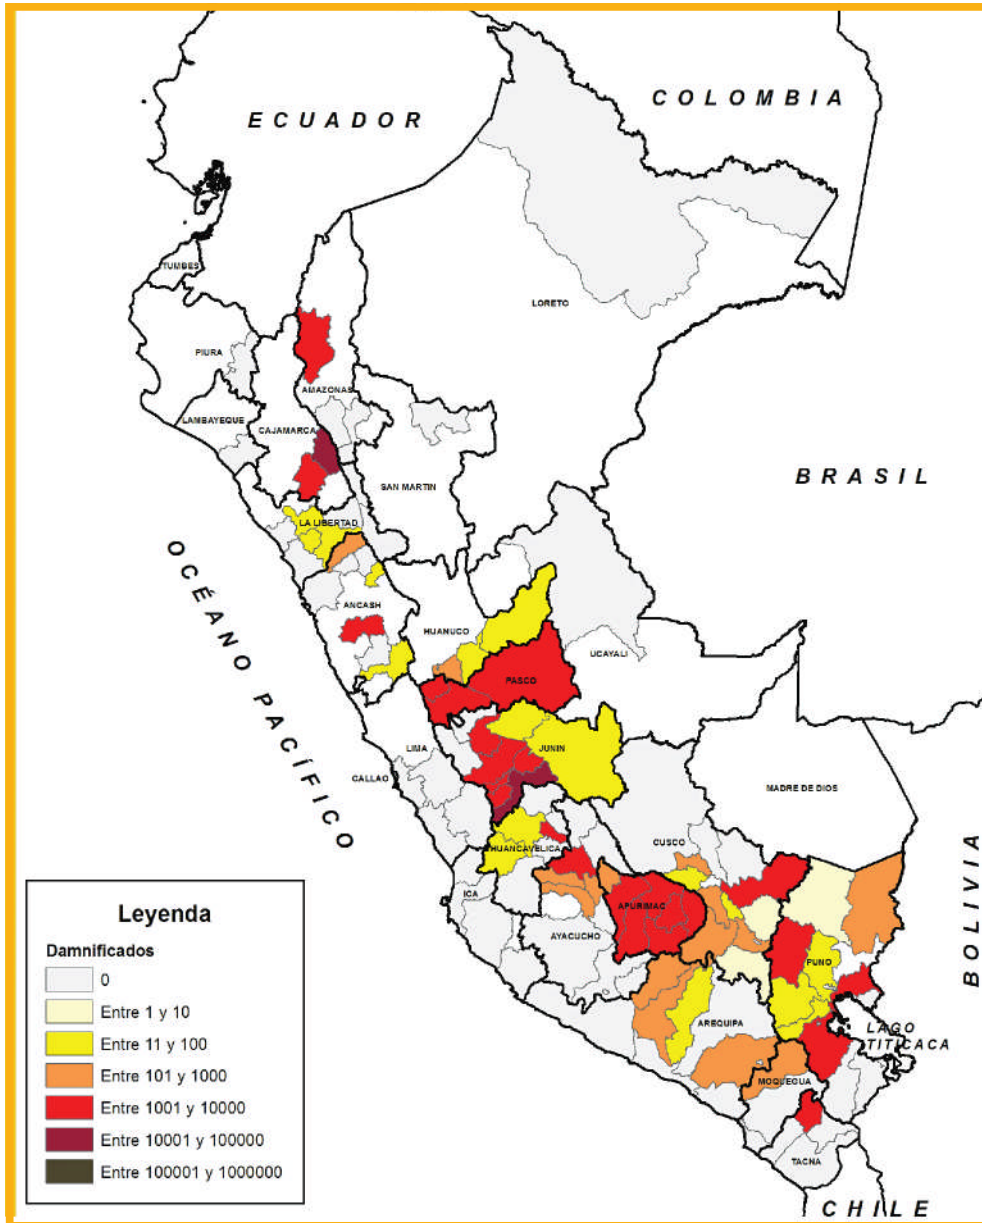 COLOMBIA
ECUADOR
TUMBES
LORETO
PIURA
AMAZONAS
LAMBAYEQUE
CAJAMARCA
BRASIL
SAN MARTIN
LA LIBERTAD
OCÉANO PACÍFICO
ANCASH
HUANUCO
UCAYALI
PASCO
LIMA
JUNIN
CALLAO
MADRE DE DIOS
CUSCO
HUANCAVELICA
ICA
APURIMAC
AYACUCHO
BOLIVIA
PUNO
AREQUIPA
LAGO
TITICACA
MOQUEGUA
TACNA
CHILE
Leyenda
Damnificados
0
Entre 1 y 10
Entre 11 y 100
Entre 101 y 1000
Entre 1001 y 10000
Entre 10001 y 100000
Entre 100001 y 1000000